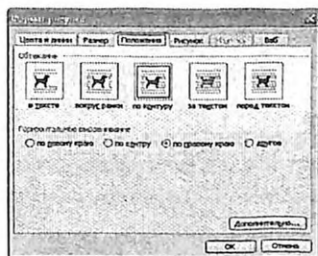 Цвета и линии Размер Положение Рисунок Веб
Обтекание
в тексте вокруг рамки по контуру за текстом перед текстом
Горизонтальное выравнивание
по левому краю по центру по правому краю другое
Дополнительно...
ОК Отмена